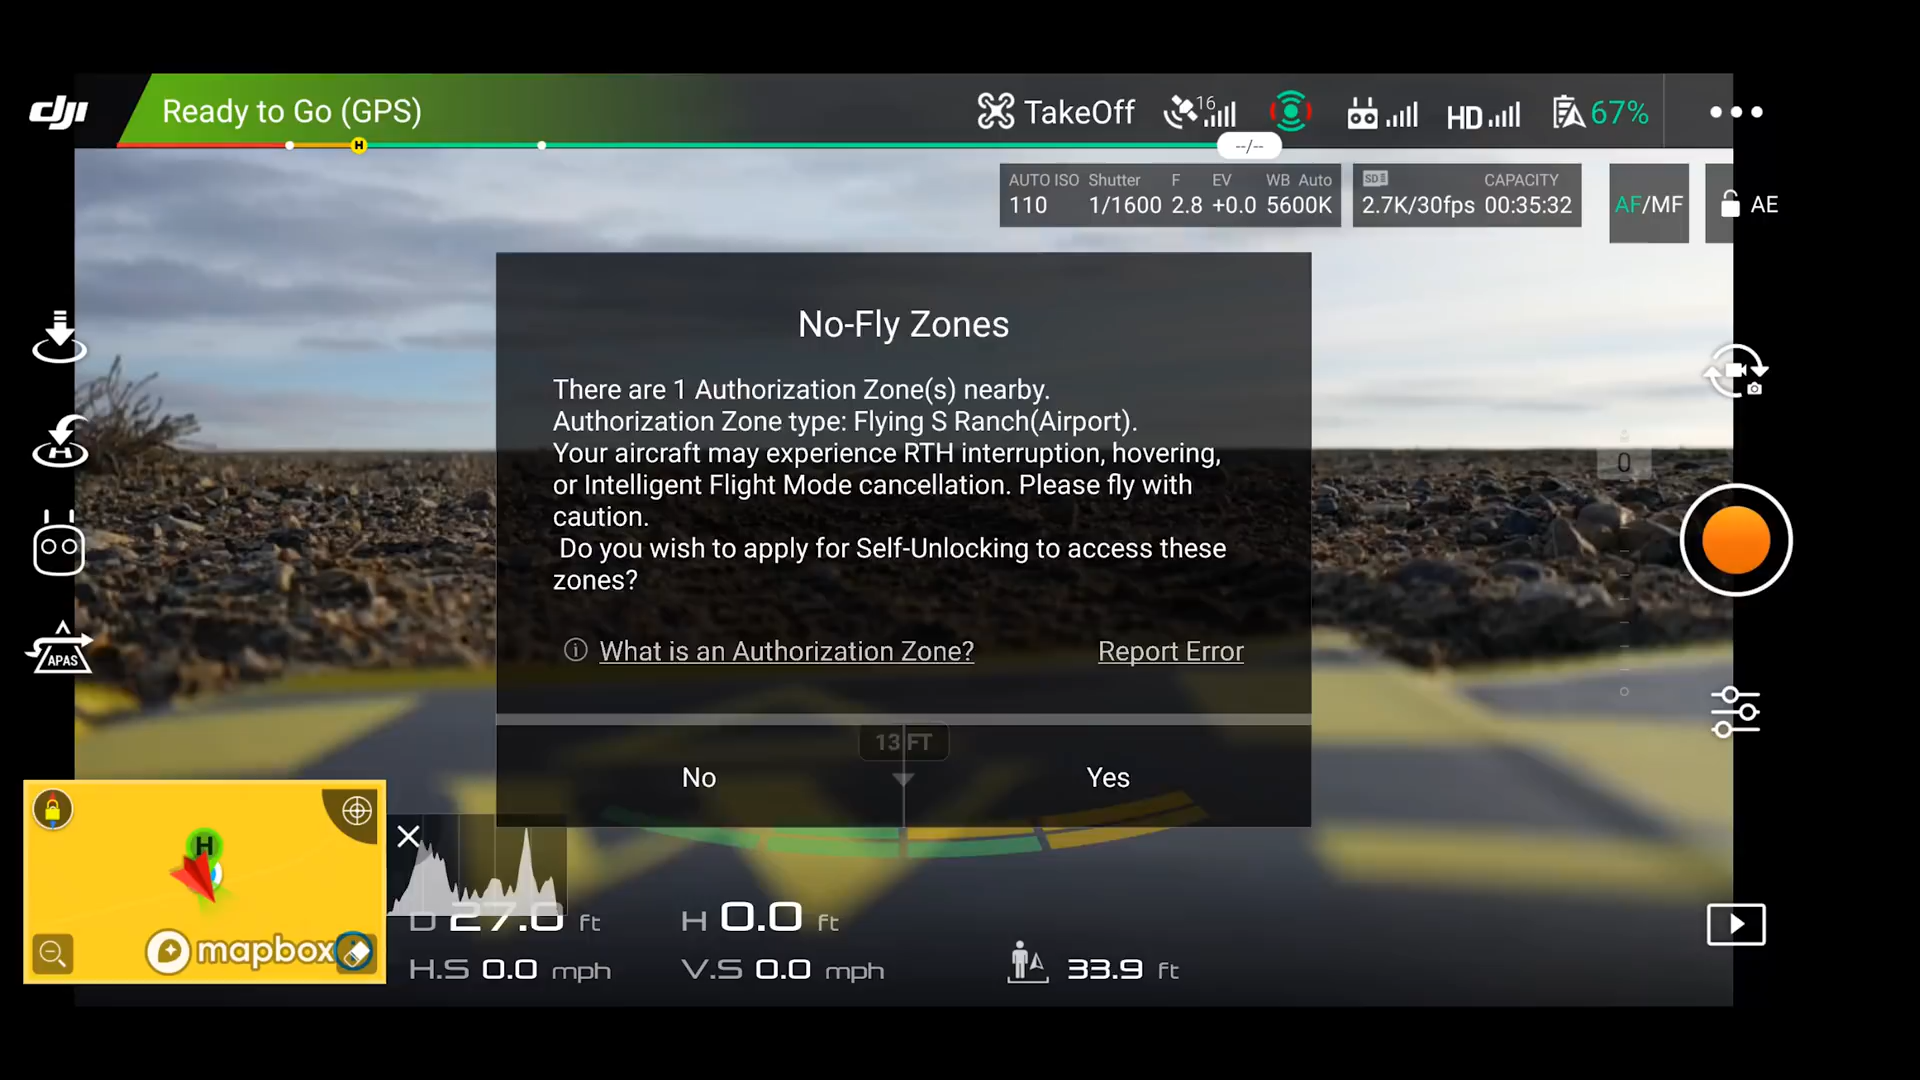 dji
Ready to Go (GPS)
TakeOff
16
HD
67%
--/--
H
AUTO ISO Shutter F EV WB Auto
110 1/1600 2.8 +0.0 5600K
SD CAPACITY
2.7K/30fps 00:35:32
AF/MF
AE
No-Fly Zones
There are 1 Authorization Zone(s) nearby.
Authorization Zone type: Flying S Ranch(Airport).
Your aircraft may experience RTH interruption, hovering,
or Intelligent Flight Mode cancellation. Please fly with
caution.
Do you wish to apply for Self-Unlocking to access these
zones?
What is an Authorization Zone?
Report Error
0
H
APAS
13 FT
No
Yes
H
mapbox
D 27.0 ft
H 0.0 ft
H.S 0.0 mph
V.S 0.0 mph
33.9 ft